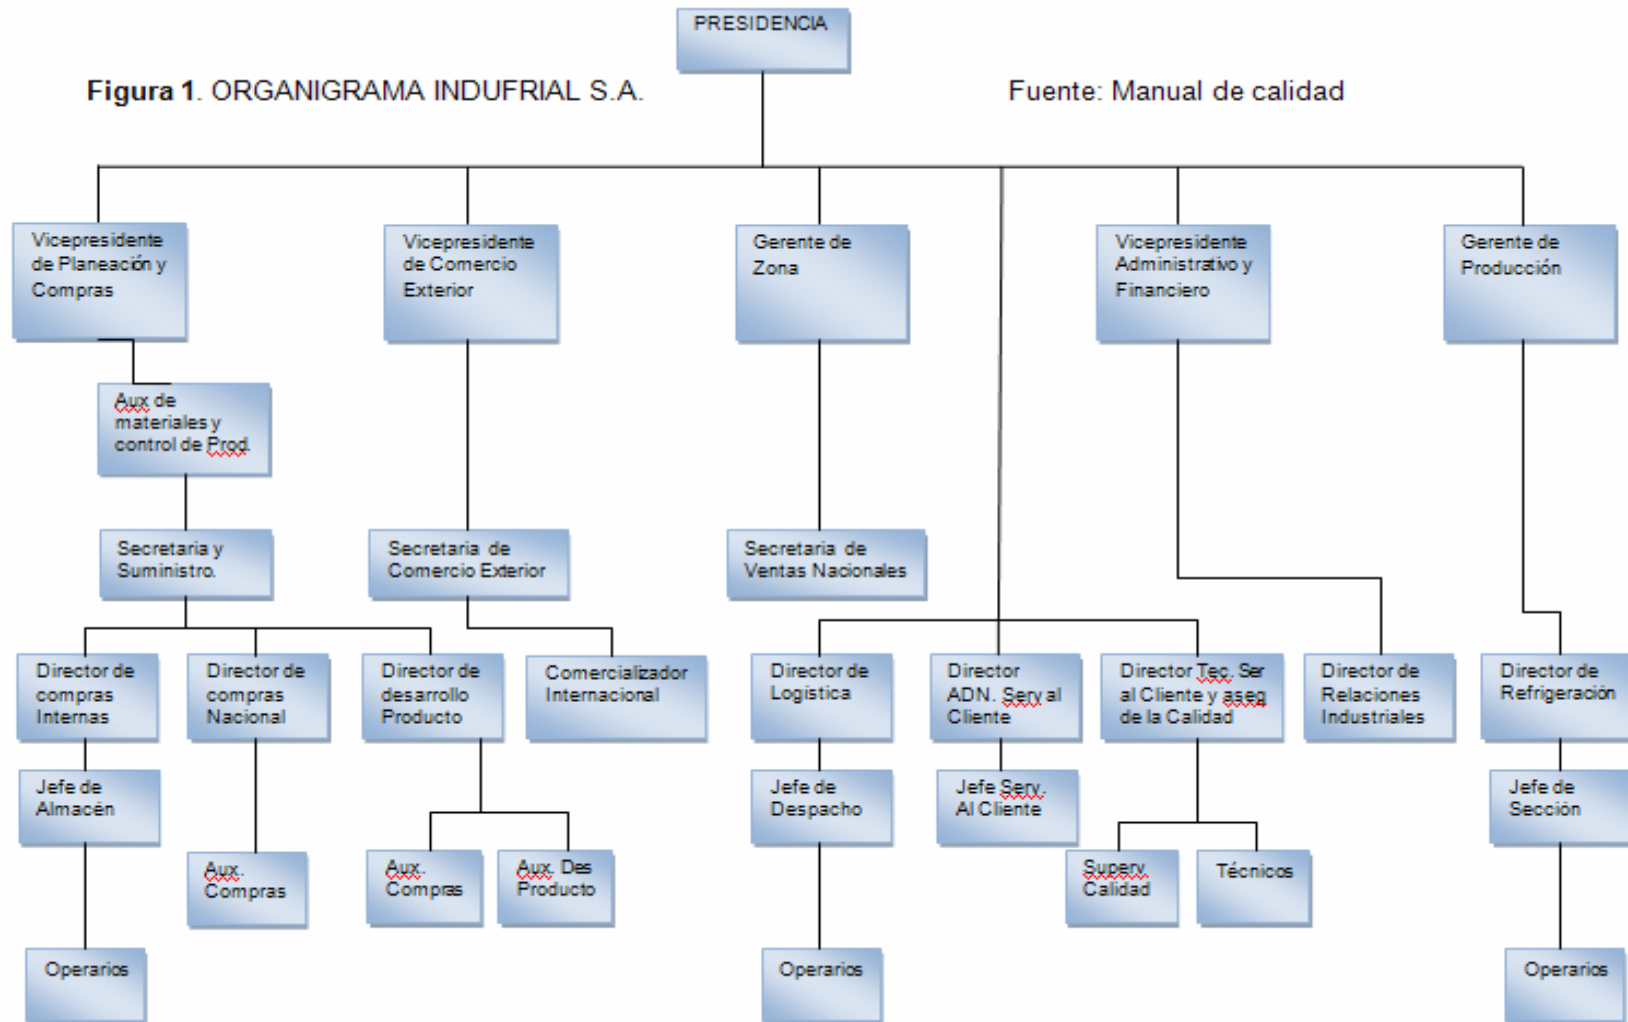 PRESIDENCIA
Figura 1. ORGANIGRAMA INDUFRIAL S.A.
Fuente: Manual de calidad
Vicepresidente
de Planeación y
Compras
Vicepresidente
de Comercio
Exterior
Gerente de
Zona
Vicepresidente
Administrativo y
Financiero
Gerente de
Producción
Aux de
materiales y
control de Prod.
Secretaria y
Suministro.
Secretaria de
Comercio Exterior
Secretaria de
Ventas Nacionales
Director de
compras
Internas
Director de
compras
Nacional
Director de
desarrollo
Producto
Comercializador
Internacional
Director de
Logística
Director
ADN. Serv al
Cliente
Director Tec. Ser
al Cliente y aseg
de la Calidad
Director de
Relaciones
Industriales
Director de
Refrigeración
Jefe de
Almacén
Jefe de
Despacho
Jefe Serv.
Al Cliente
Jefe de
Sección
Aux.
Compras
Aux.
Compras
Aux. Des
Producto
Superv.
Calidad
Técnicos
Operarios
Operarios
Operarios